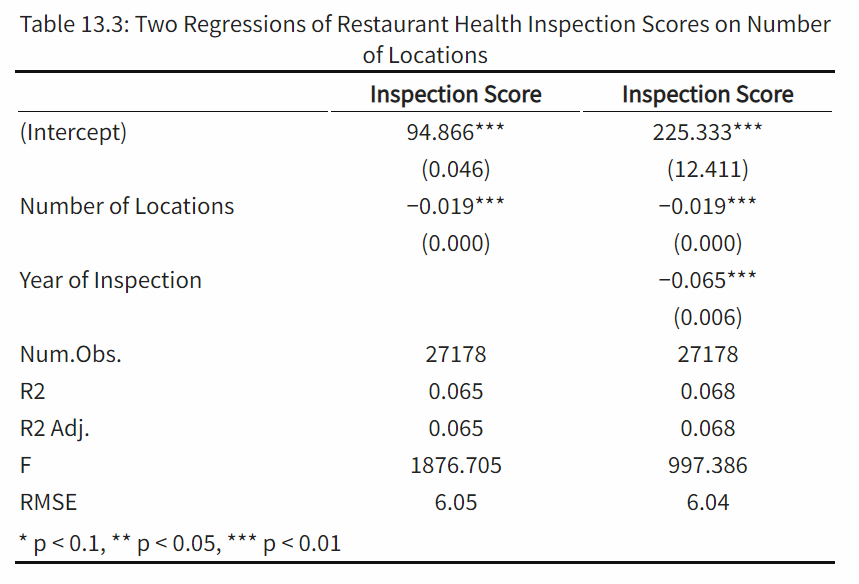 Table 13.3: Two Regressions of Restaurant Health Inspection Scores on Number
of Locations
Inspection Score Inspection Score
(Intercept) 94.866*** 225.333***
(0.046) (12.411)
Number of Locations −0.019*** −0.019***
(0.000) (0.000)
Year of Inspection −0.065***
(0.006)
Num.Obs. 27178 27178
R2 0.065 0.068
R2 Adj. 0.065 0.068
F 1876.705 997.386
RMSE 6.05 6.04
* p < 0.1, ** p < 0.05, *** p < 0.01